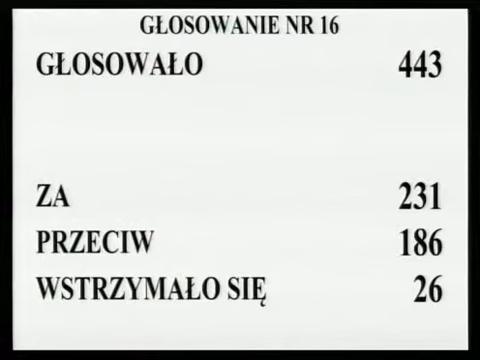 GŁOSOWANIE NR 16
GŁOSOWAŁO 443
ZA 231
PRZECIW 186
WSTRZYMAŁO SIĘ 26